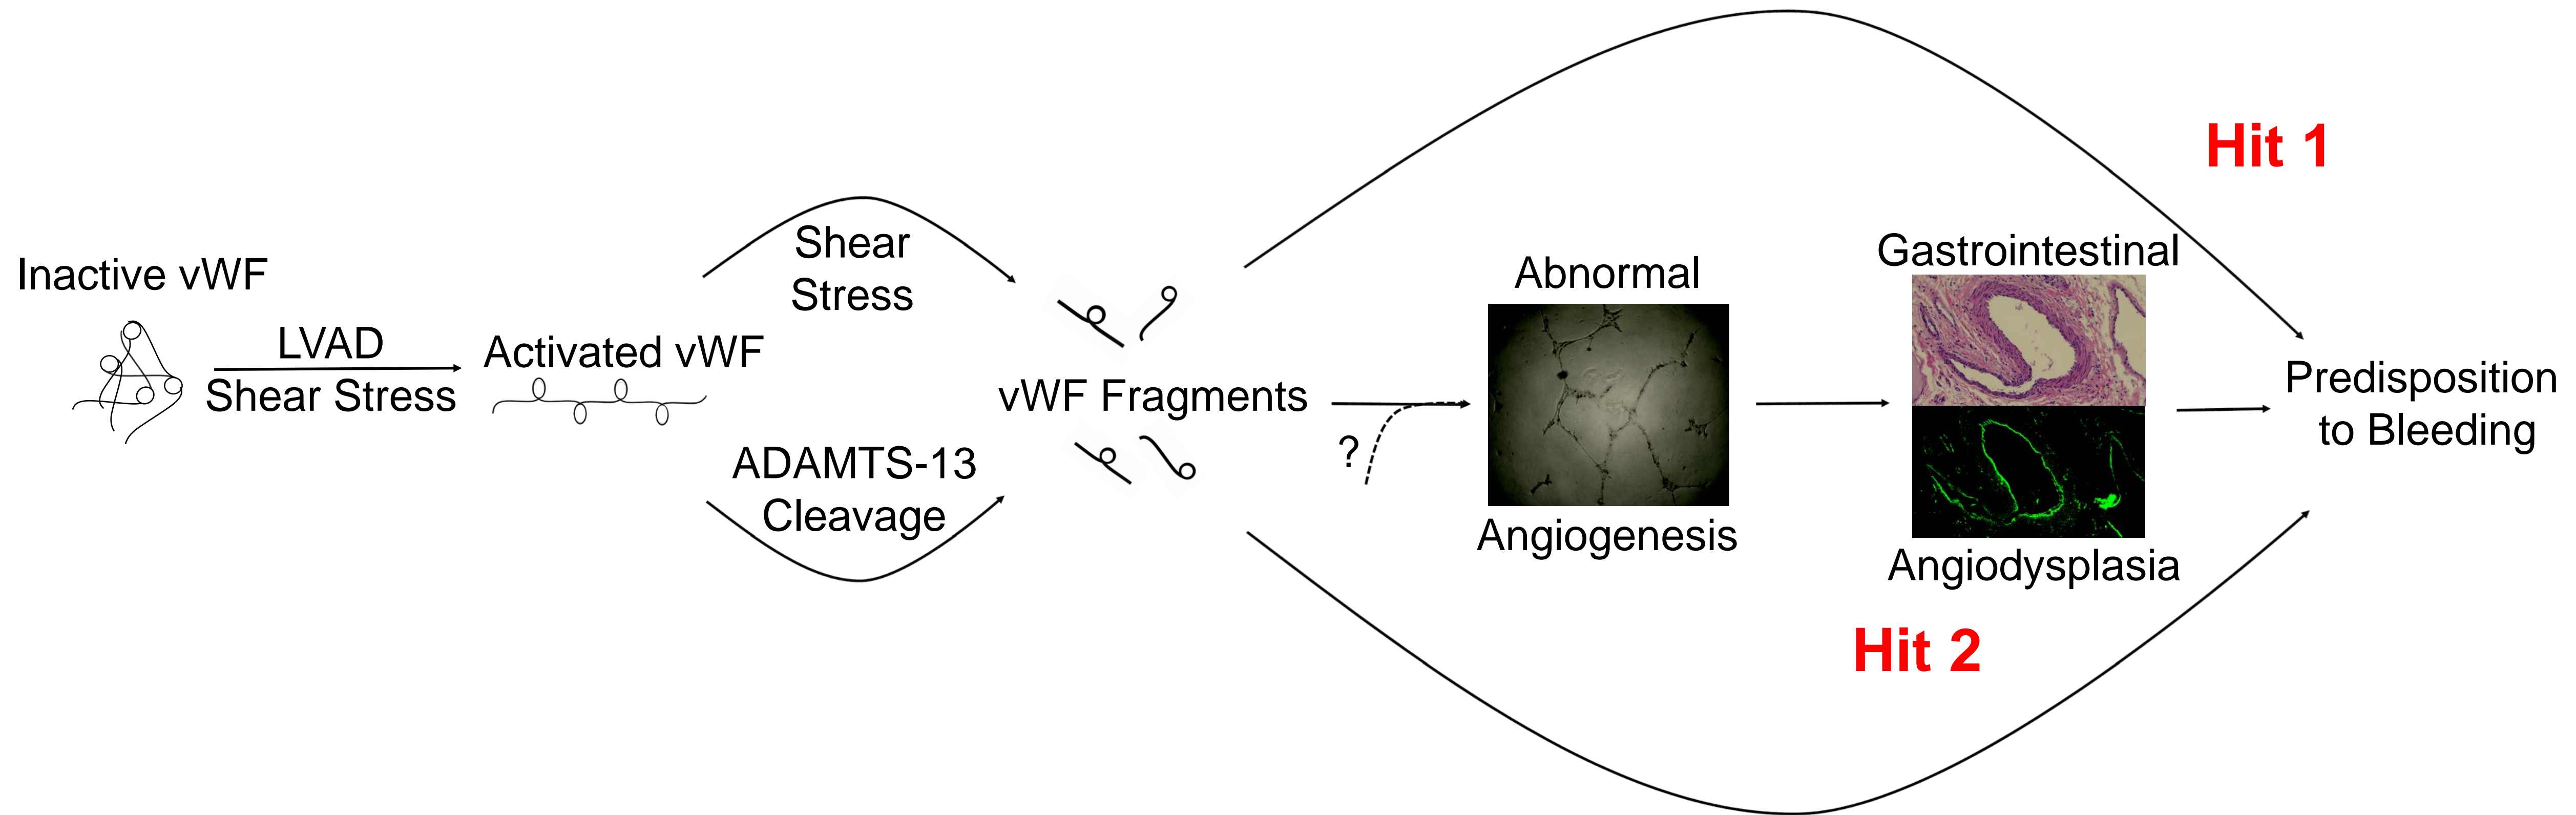 Inactive vWF
LVAD
Shear Stress
Activated vWF
Shear
Stress
ADAMTS-13
Cleavage
vWF Fragments
?
Abnormal
Angiogenesis
Gastrointestinal
Angiodysplasia
Hit 1
Hit 2
Predisposition
to Bleeding